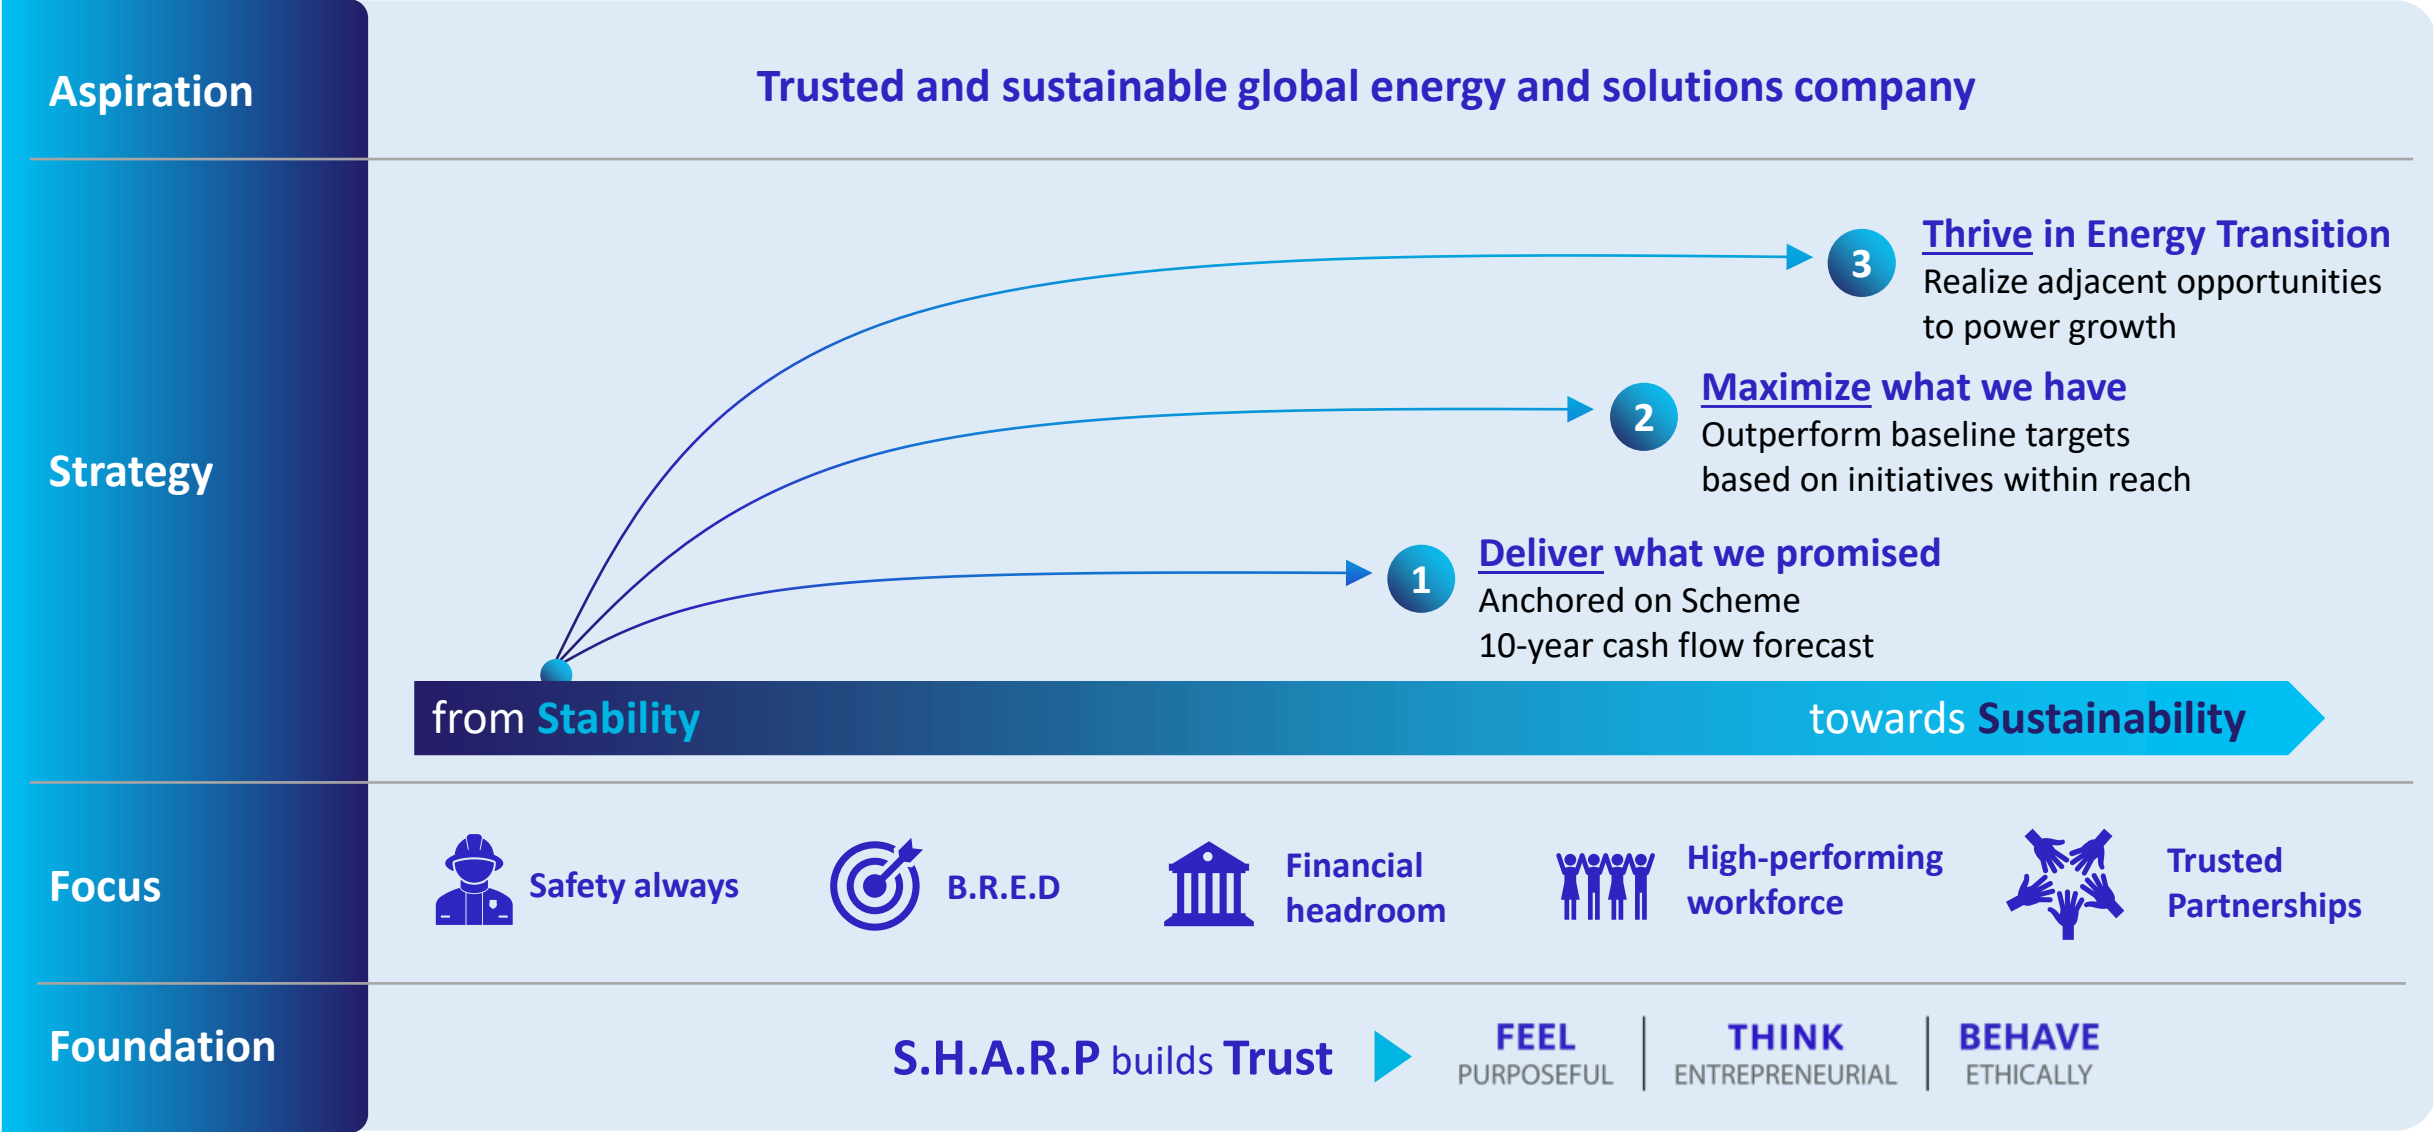 Aspiration
Trusted and sustainable global energy and solutions company
Strategy
3
Thrive in Energy Transition
Realize adjacent opportunities
to power growth
2
Maximize what we have
Outperform baseline targets
based on initiatives within reach
1
Deliver what we promised
Anchored on Scheme
10-year cash flow forecast
from Stability
towards Sustainability
Focus
Safety always
B.R.E.D
Financial
headroom
High-performing
workforce
Trusted
Partnerships
Foundation
S.H.A.R.P builds Trust
FEEL
PURPOSEFUL
THINK
ENTREPRENEURIAL
BEHAVE
ETHICALLY